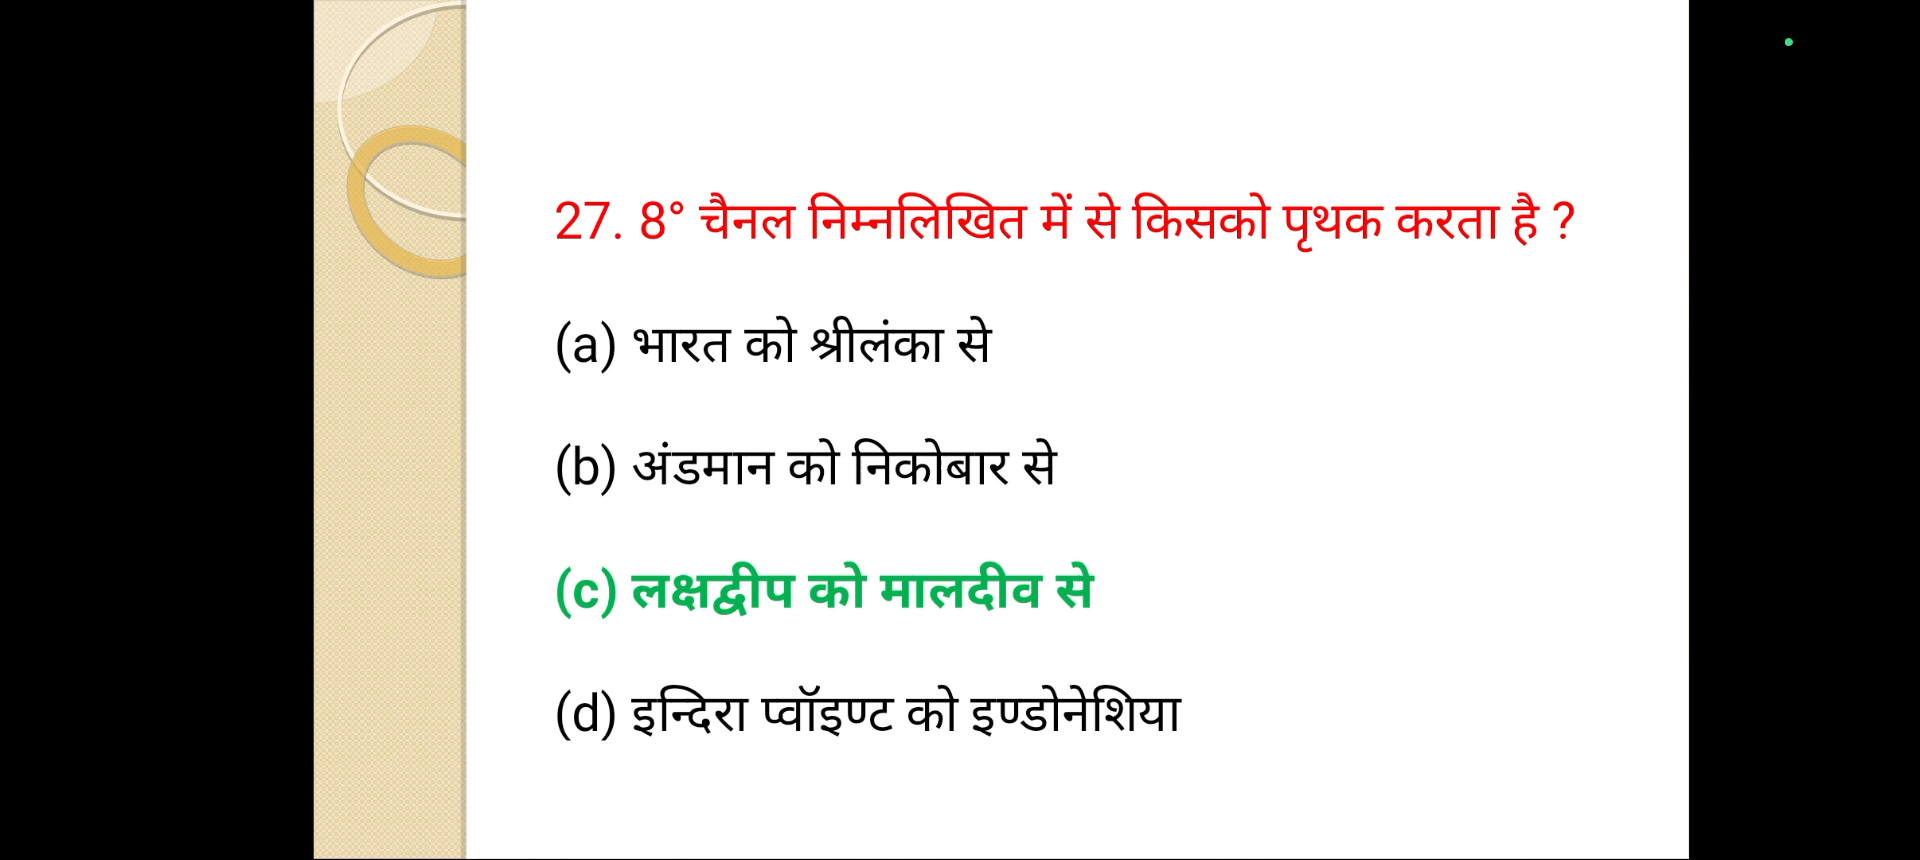 27. 8° चैनल निम्नलिखित में से किसको पृथक करता है ?
(a) भारत को श्रीलंका से
(b) अंडमान को निकोबार से
(c) लक्षद्वीप को मालदीव से
(d) इन्दिरा प्वॉइण्ट को इण्डोनेशिया